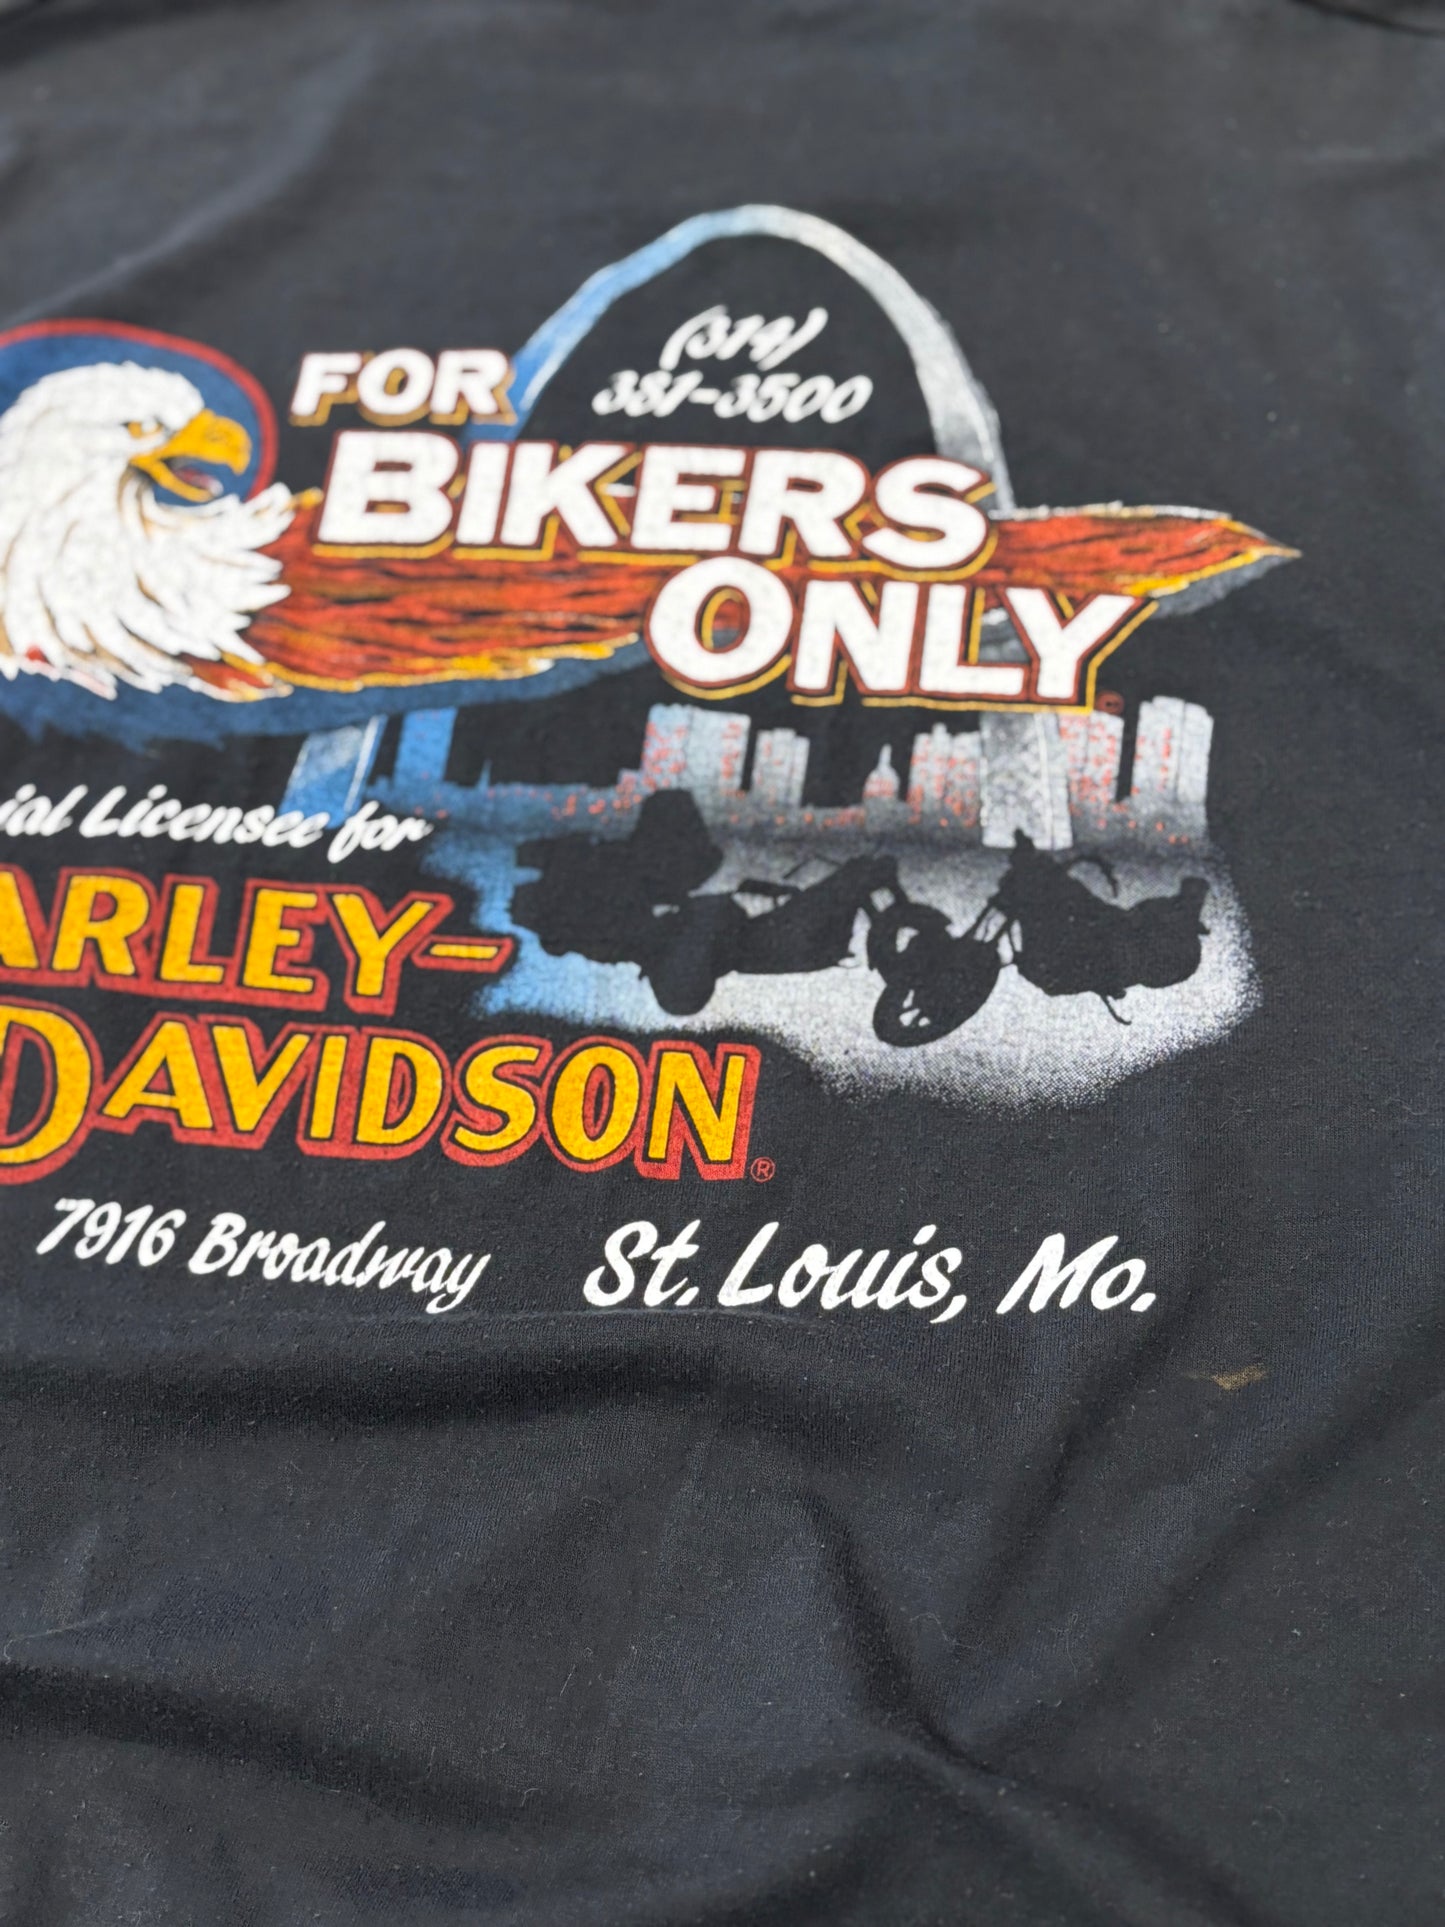 (314)
381-3500
FOR
BIKERS
ONLY ©
ial Licensee for
ARLEY-
DAVIDSON ®
7916 Broadway St. Louis, Mo.